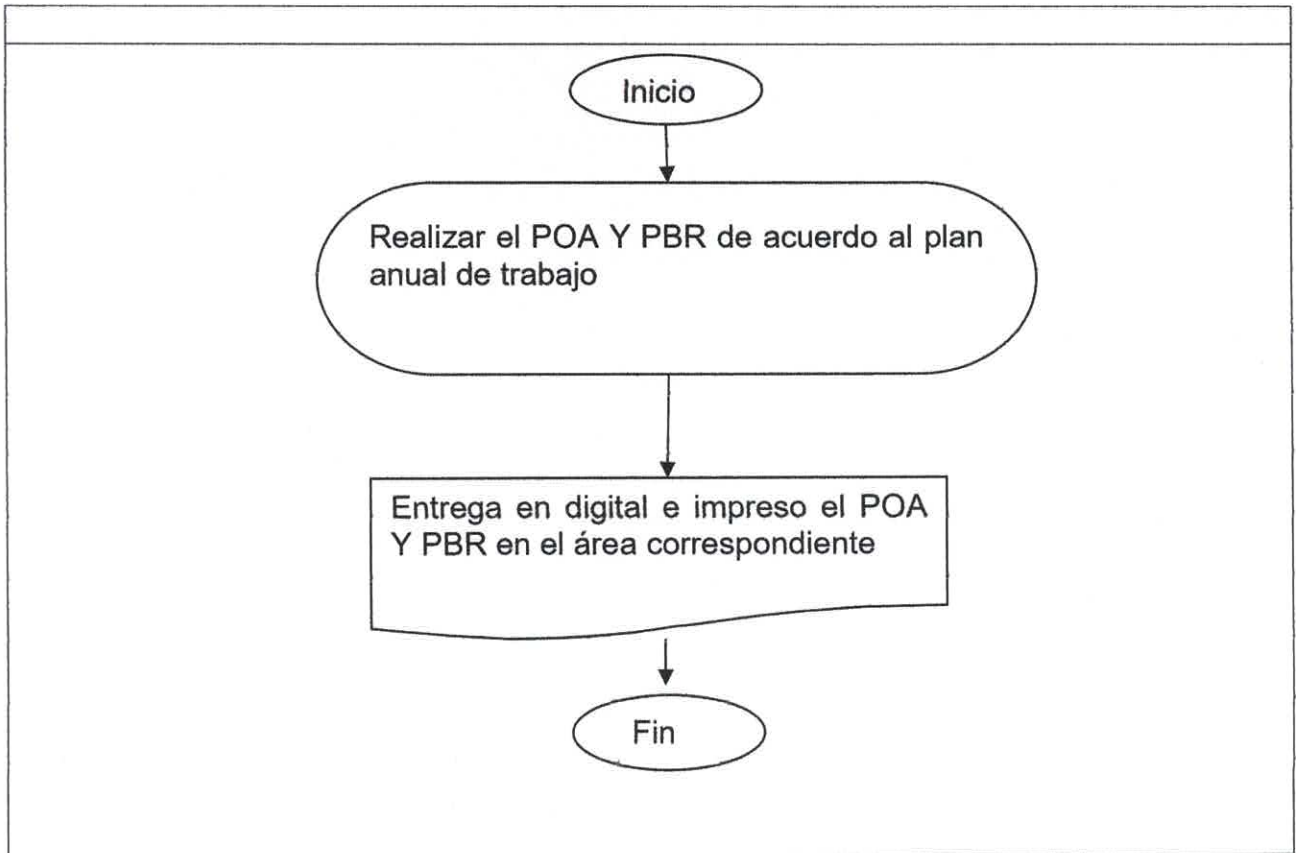 Inicio
Realizar el POA Y PBR de acuerdo al plan
anual de trabajo
Entrega en digital e impreso el POA
Y PBR en el área correspondiente
Fin